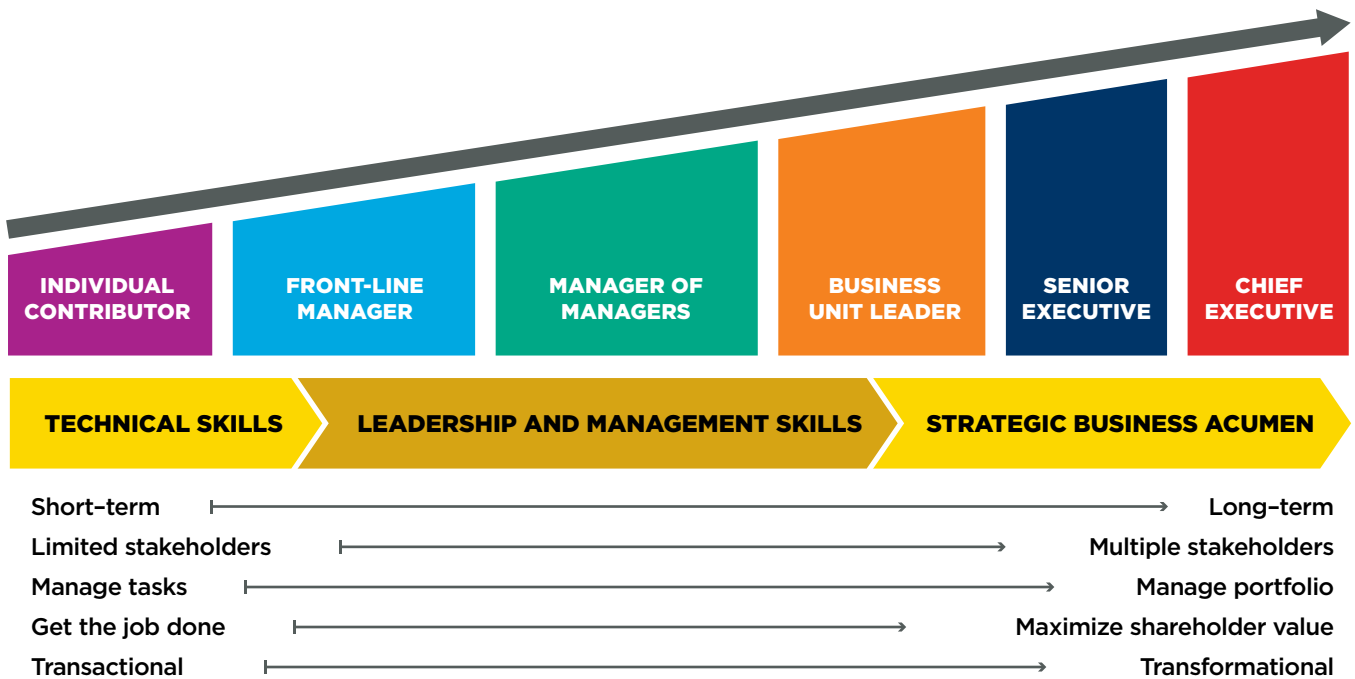 INDIVIDUAL
CONTRIBUTOR
FRONT-LINE
MANAGER
MANAGER OF
MANAGERS
BUSINESS
UNIT LEADER
SENIOR
EXECUTIVE
CHIEF
EXECUTIVE
TECHNICAL SKILLS
LEADERSHIP AND MANAGEMENT SKILLS
STRATEGIC BUSINESS ACUMEN
Short–term Long–term
Limited stakeholders Multiple stakeholders
Manage tasks Manage portfolio
Get the job done Maximize shareholder value
Transactional Transformational